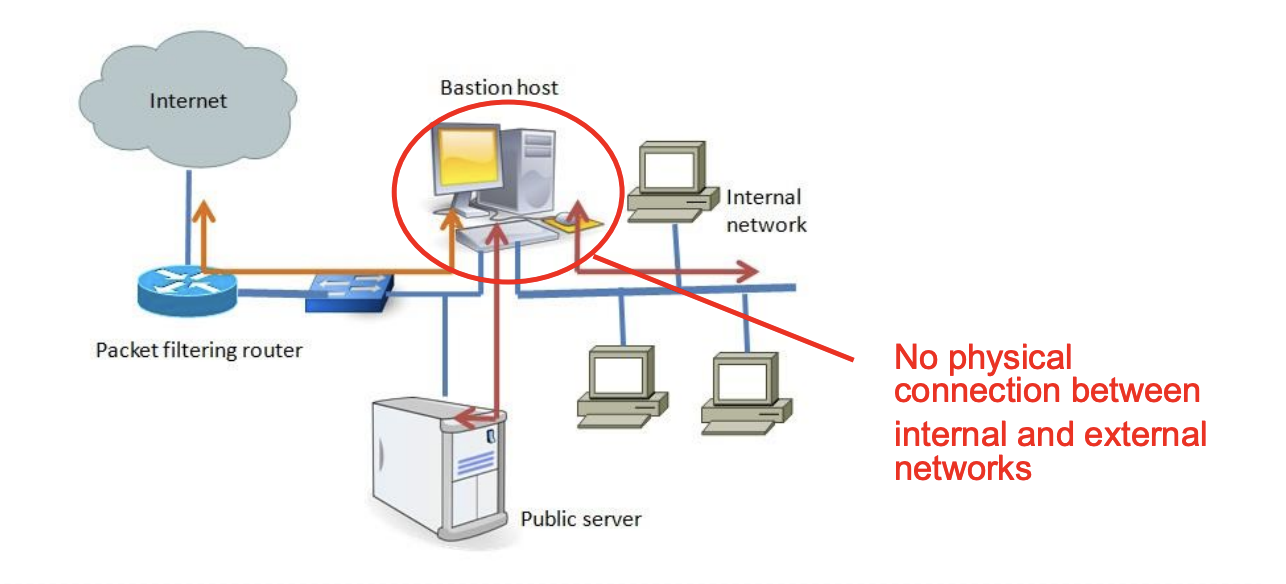 Bastion host
Internet
Internal
network
Packet filtering router
No physical
connection between
internal and external
networks
Public server